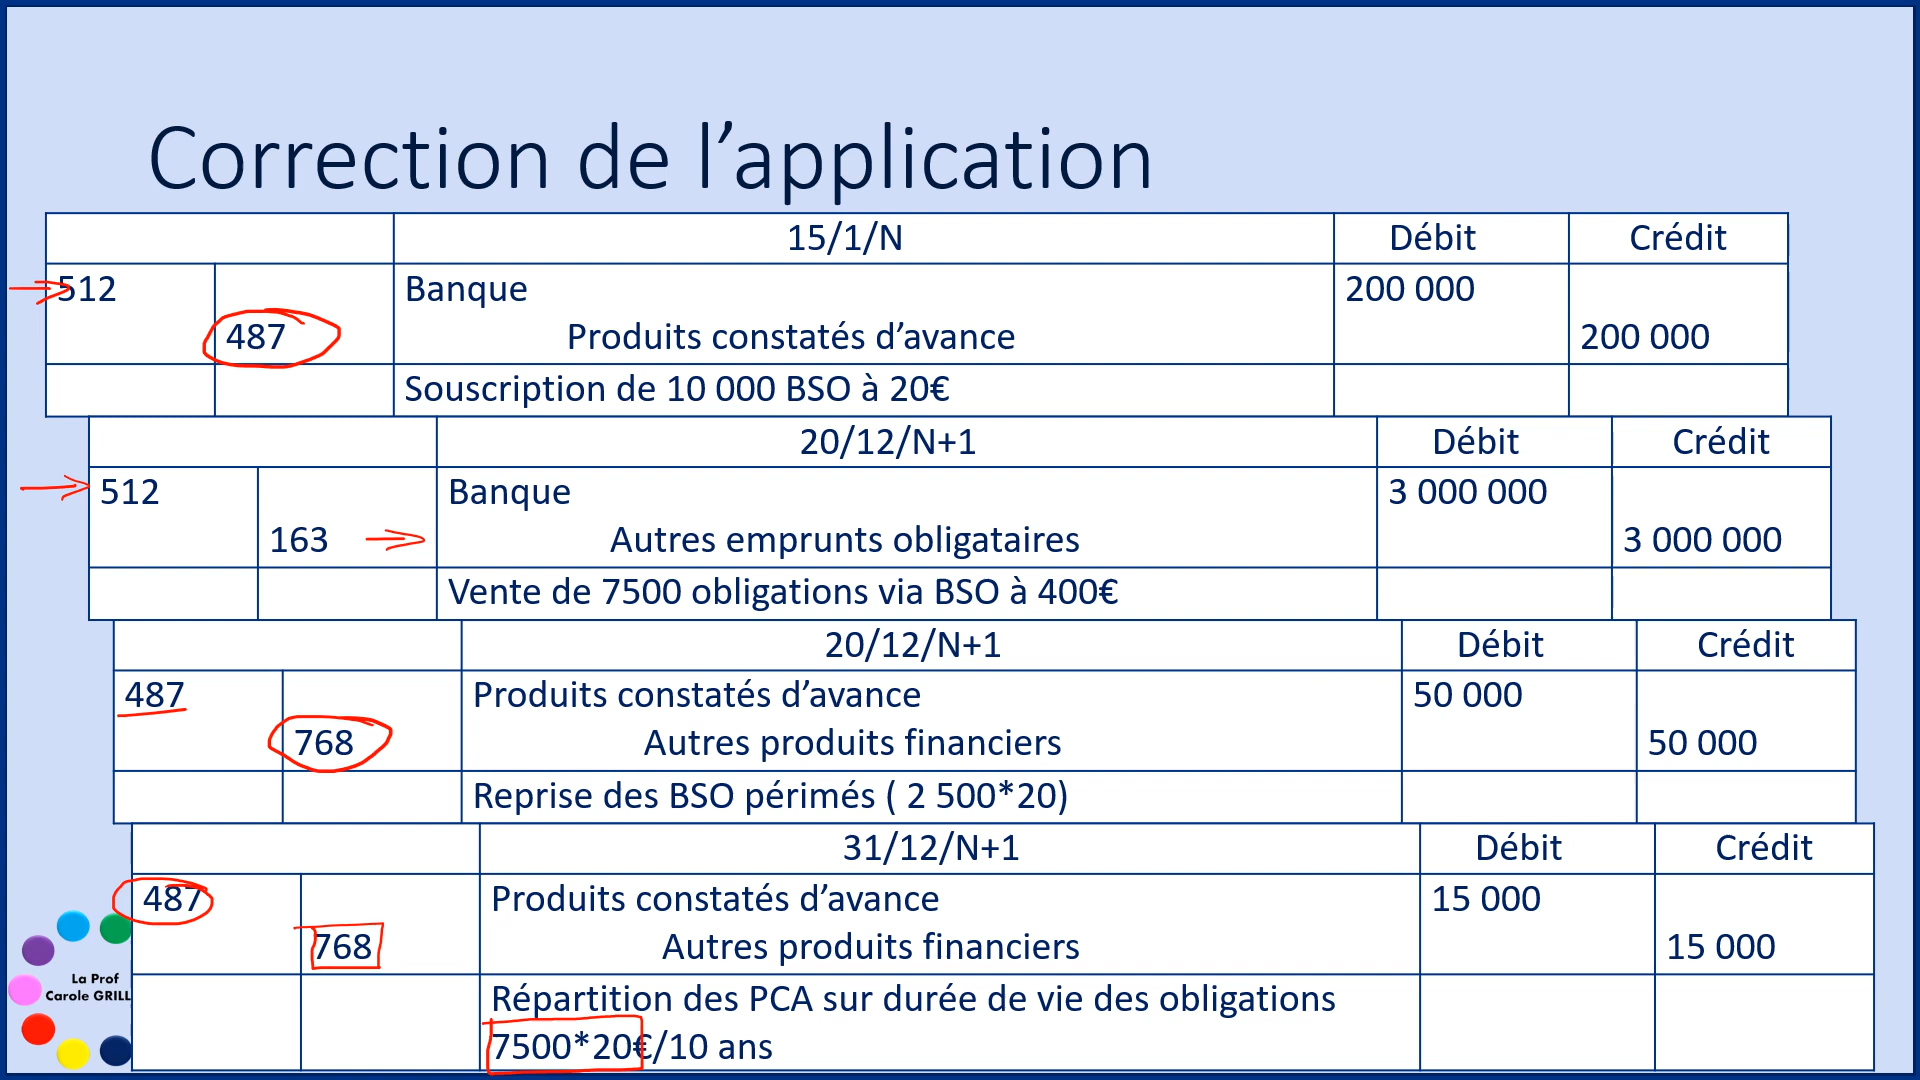 Correction de l’application
15/1/N Débit Crédit
512 Banque 200 000
487 Produits constatés d’avance 200 000
Souscription de 10 000 BSO à 20€
20/12/N+1 Débit Crédit
512 Banque 3 000 000
163 Autres emprunts obligataires 3 000 000
Vente de 7500 obligations via BSO à 400€
20/12/N+1 Débit Crédit
487 Produits constatés d’avance 50 000
768 Autres produits financiers 50 000
Reprise des BSO périmés ( 2 500*20)
31/12/N+1 Débit Crédit
487 Produits constatés d’avance 15 000
768 Autres produits financiers 15 000
Répartition des PCA sur durée de vie des obligations
7500*20€/10 ans
La Prof
Carole GRILL